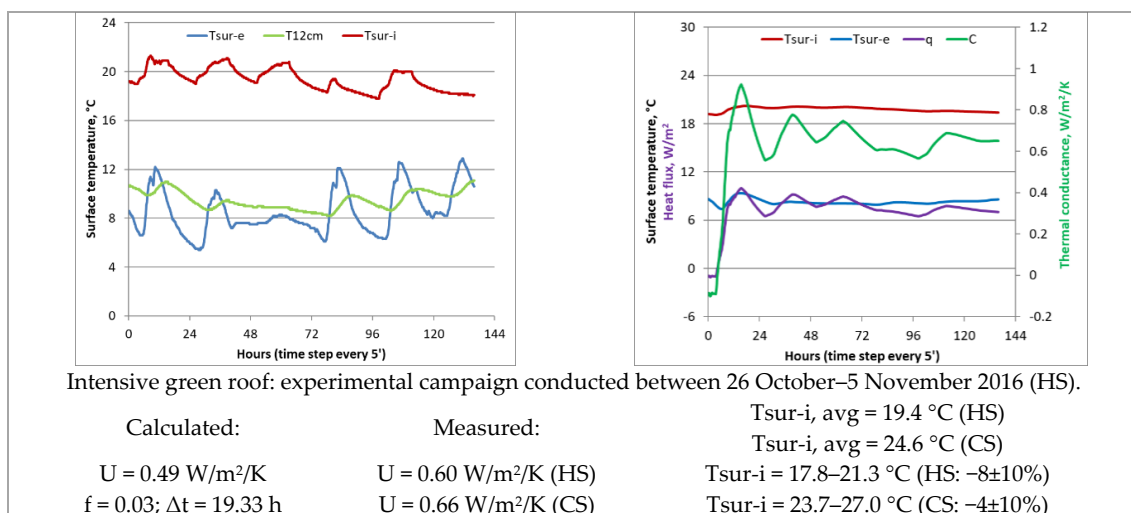 Tsur-e T12cm Tsur-i
24
20
16
12
8
4
0
Surface temperature, °C
0 24 48 72 96 120 144
Hours (time step every 5')
Tsur-i Tsur-e q C
30
24
18
12
6
0
-6
Surface temperature, °C
Heat flux, W/m²
1.2
1
0.8
0.6
0.4
0.2
0
-0.2
Thermal conductance, W/m²/K
0 24 48 72 96 120 144
Hours (time step every 5')
Intensive green roof: experimental campaign conducted between 26 October–5 November 2016 (HS).
Calculated:
U = 0.49 W/m²/K
f = 0.03; Δt = 19.33 h
Measured:
U = 0.60 W/m²/K (HS)
U = 0.66 W/m²/K (CS)
Tsur-i, avg = 19.4 °C (HS)
Tsur-i, avg = 24.6 °C (CS)
Tsur-i = 17.8–21.3 °C (HS: −8±10%)
Tsur-i = 23.7–27.0 °C (CS: −4±10%)